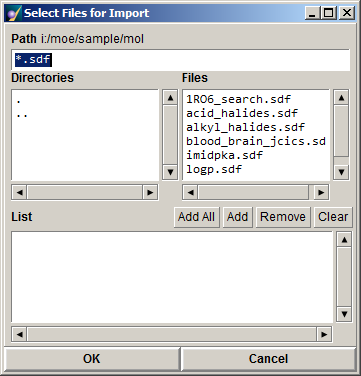 Select Files for Import
Path i:/moe/sample/mol
*.sdf
Directories
.
..
Files
1RO6_search.sdf
acid_halides.sdf
alkyl_halides.sdf
blood_brain_jcics.sd
imidpka.sdf
logp.sdf
List
Add All Add Remove Clear
OK Cancel